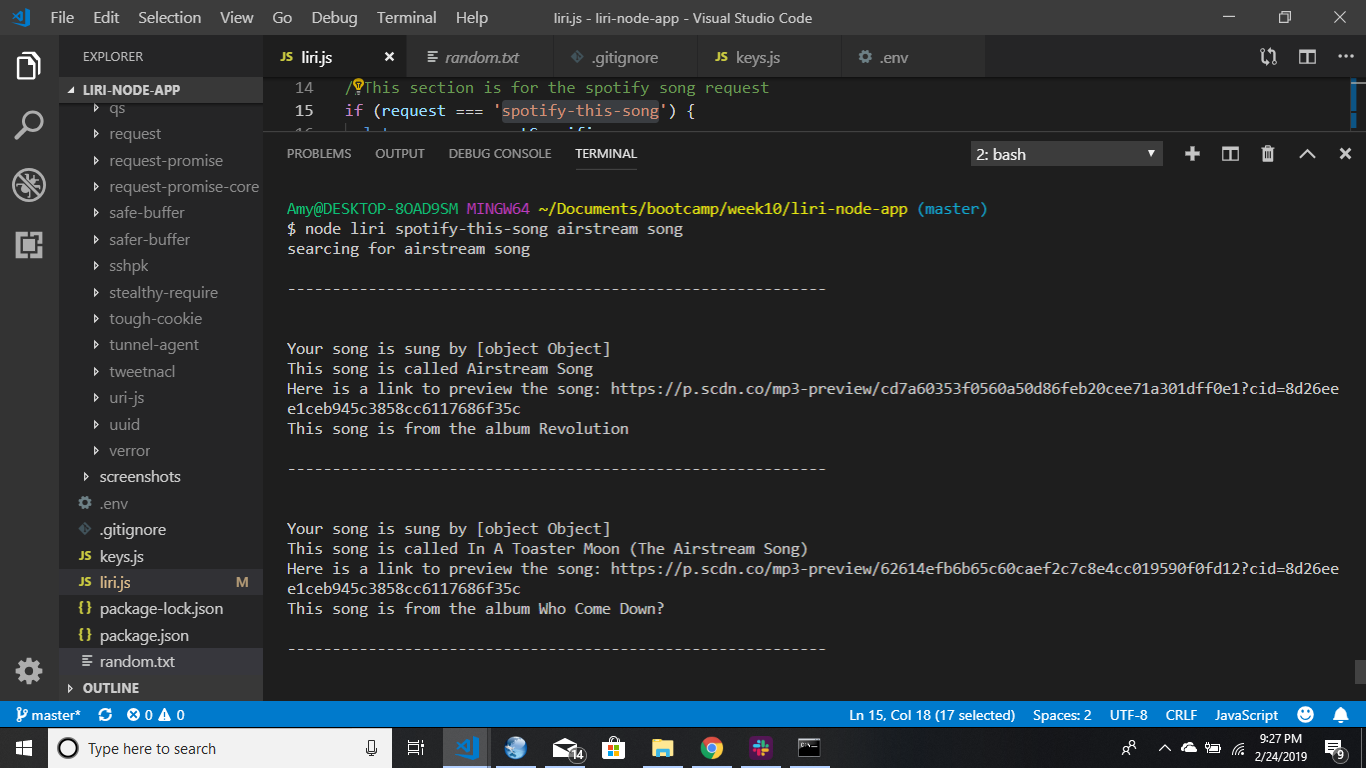 File Edit Selection View Go Debug Terminal Help liri.js - liri-node-app - Visual Studio Code
EXPLORER
JS liri.js random.txt .gitignore JS keys.js .env
LIRI-NODE-APP
qs
request
request-promise
request-promise-core
safe-buffer
safer-buffer
sshpk
stealthy-require
tough-cookie
tunnel-agent
tweetnacl
uri-js
uuid
verror
screenshots
.env
.gitignore
JS keys.js
JS liri.js M
{} package-lock.json
{} package.json
random.txt
OUTLINE
14 / This section is for the spotify song request
15 if (request === 'spotify-this-song') {
PROBLEMS OUTPUT DEBUG CONSOLE TERMINAL 2: bash
Amy@DESKTOP-8OAD9SM MINGW64 ~/Documents/bootcamp/week10/liri-node-app (master)
$ node liri spotify-this-song airstream song
searcing for airstream song
------------------------------------------------------------
Your song is sung by [object Object]
This song is called Airstream Song
Here is a link to preview the song: https://p.scdn.co/mp3-preview/cd7a60353f0560a50d86feb20cee71a301dff0e1?cid=8d26ee
e1ceb945c3858cc6117686f35c
This song is from the album Revolution
------------------------------------------------------------
Your song is sung by [object Object]
This song is called In A Toaster Moon (The Airstream Song)
Here is a link to preview the song: https://p.scdn.co/mp3-preview/62614efb6b65c60caef2c7c8e4cc019590f0fd12?cid=8d26ee
e1ceb945c3858cc6117686f35c
This song is from the album Who Come Down?
------------------------------------------------------------
master* 0 0 Ln 15, Col 18 (17 selected) Spaces: 2 UTF-8 CRLF JavaScript
Type here to search 14 9:27 PM
2/24/2019 9